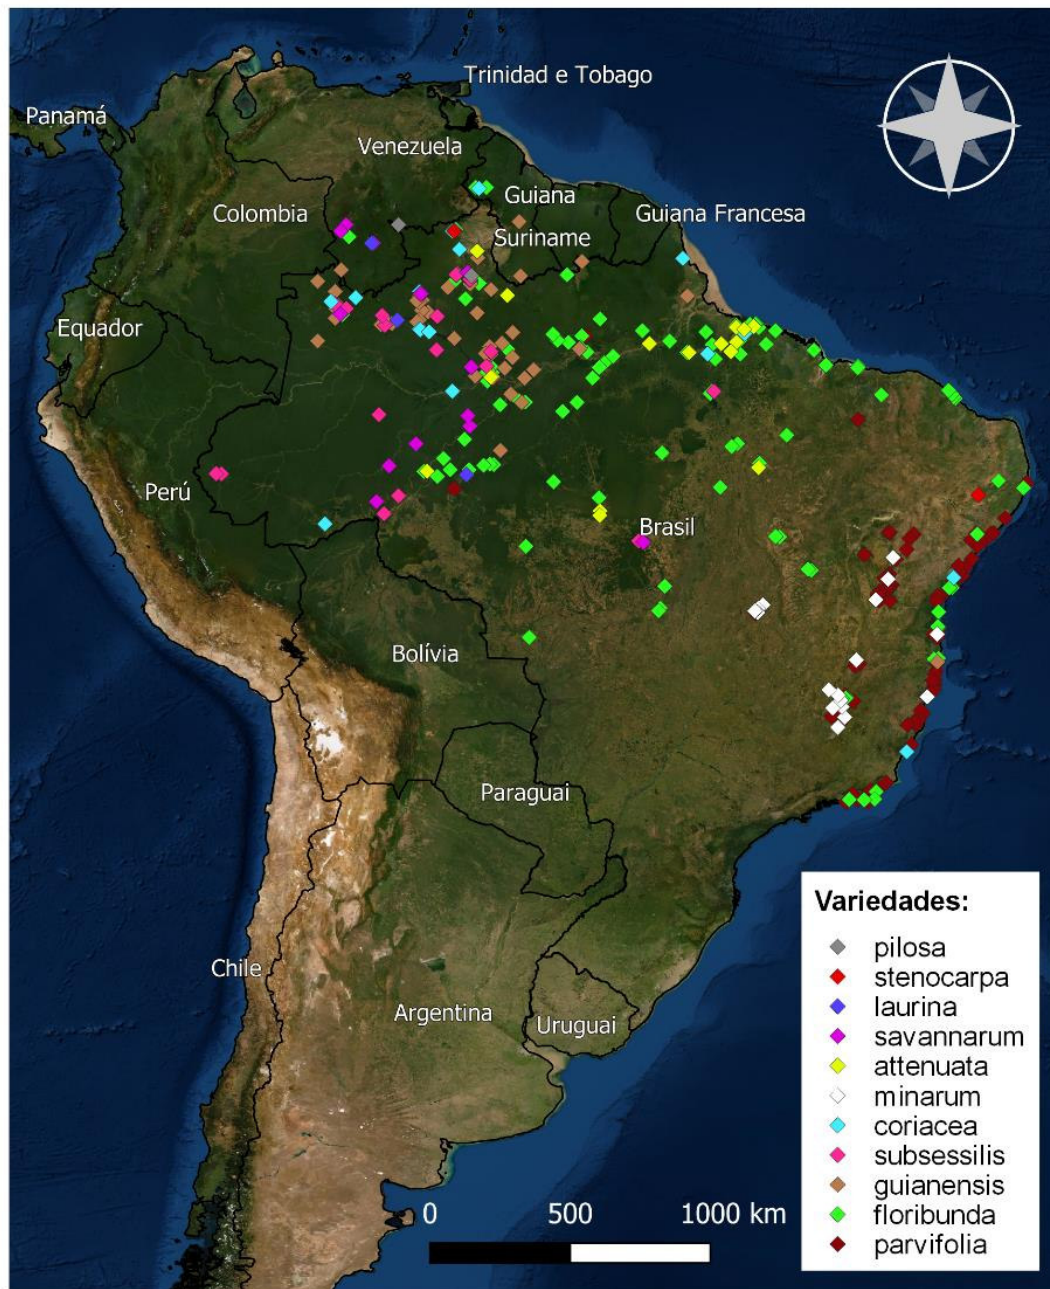 Trinidad e Tobago
Panamá
Venezuela
Guiana
Colombia
Guiana Francesa
Suriname
Equador
Perú
Brasil
Bolívia
Paraguai
Chile
Argentina
Uruguai
0 500 1000 km
Variedades:
pilosa
stenocarpa
laurina
savannarum
attenuata
minarum
coriacea
subsessilis
guianensis
floribunda
parvifolia